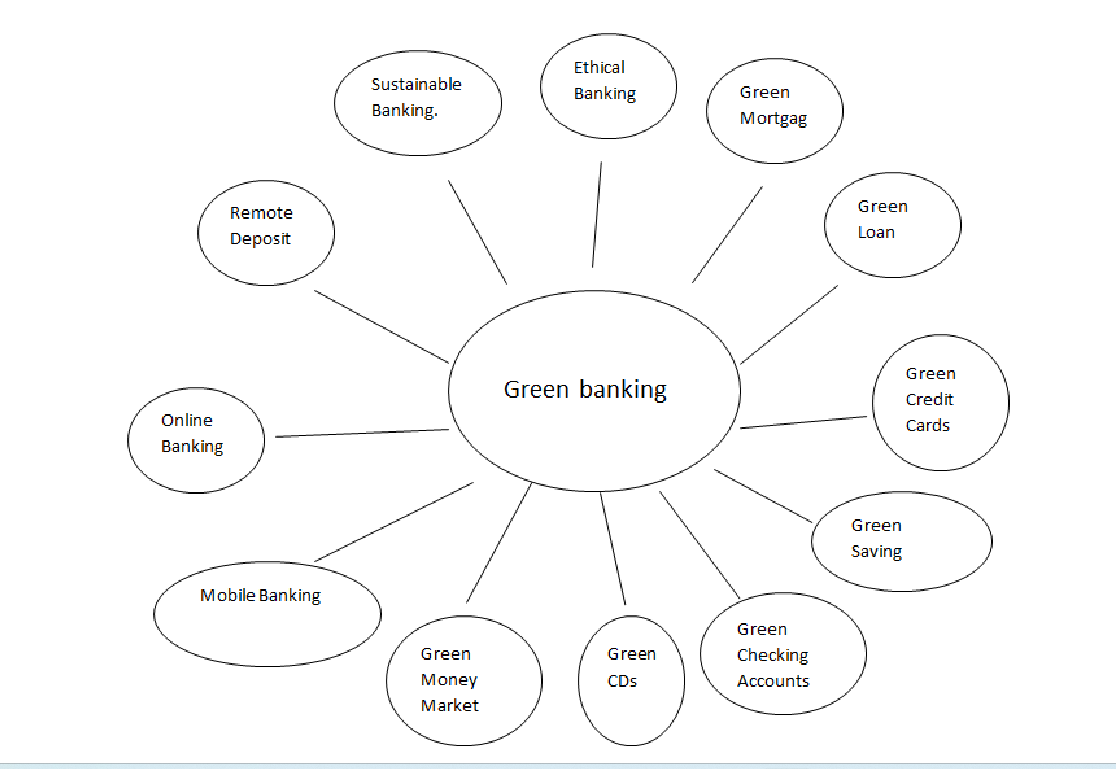 Ethical
Banking
Sustainable
Banking.
Green
Mortgag
Remote
Deposit
Green
Loan
Green banking
Green
Credit
Cards
Online
Banking
Green
Saving
Mobile Banking
Green
Checking
Accounts
Green
Money
Market
Green
CDs